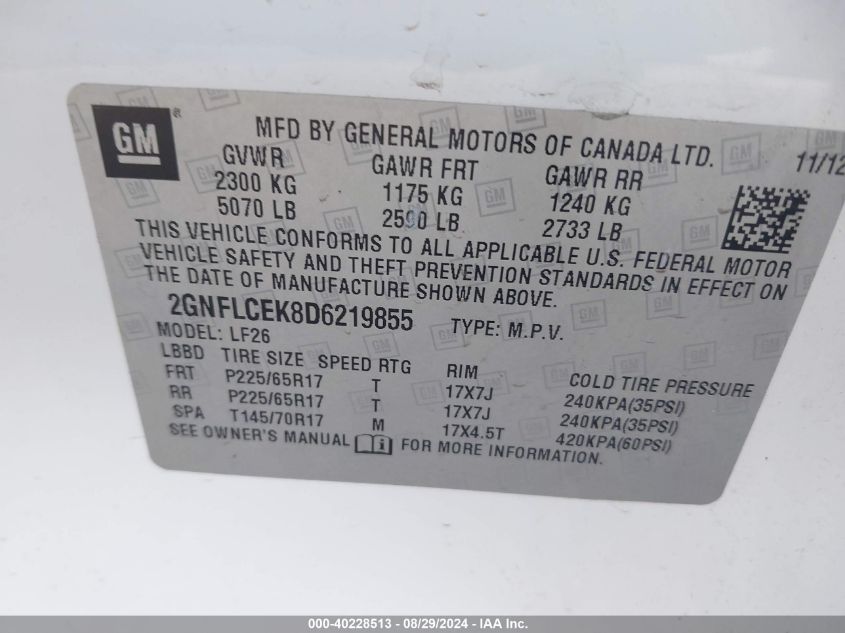 GM ®
MFD BY GENERAL MOTORS OF CANADA LTD.
11/12
GVWR GAWR FRT GAWR RR
2300 KG 1175 KG 1240 KG
5070 LB 2590 LB 2733 LB
THIS VEHICLE CONFORMS TO ALL APPLICABLE U.S. FEDERAL MOTOR
VEHICLE SAFETY AND THEFT PREVENTION STANDARDS IN EFFECT ON
THE DATE OF MANUFACTURE SHOWN ABOVE.
2GNFLCEK8D6219855 TYPE: M.P.V.
MODEL: LF26
LBBD TIRE SIZE SPEED RTG RIM COLD TIRE PRESSURE
FRT P225/65R17 T 17X7J 240KPA(35PSI)
RR P225/65R17 T 17X7J 240KPA(35PSI)
SPA T145/70R17 M 17X4.5T 420KPA(60PSI)
SEE OWNER'S MANUAL FOR MORE INFORMATION.
000-40228513 - 08/29/2024 - IAA Inc.